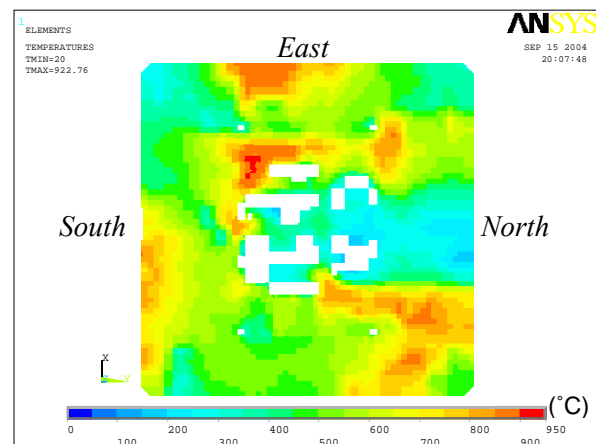 1
ELEMENTS
ANSYS
TEMPERATURES
TMIN=20
TMAX=922.76
SEP 15 2004
20:07:48
East
South
North
X
Z Y
(˚C)
0 50 200 300 400 500 600 700 800 950
100 900